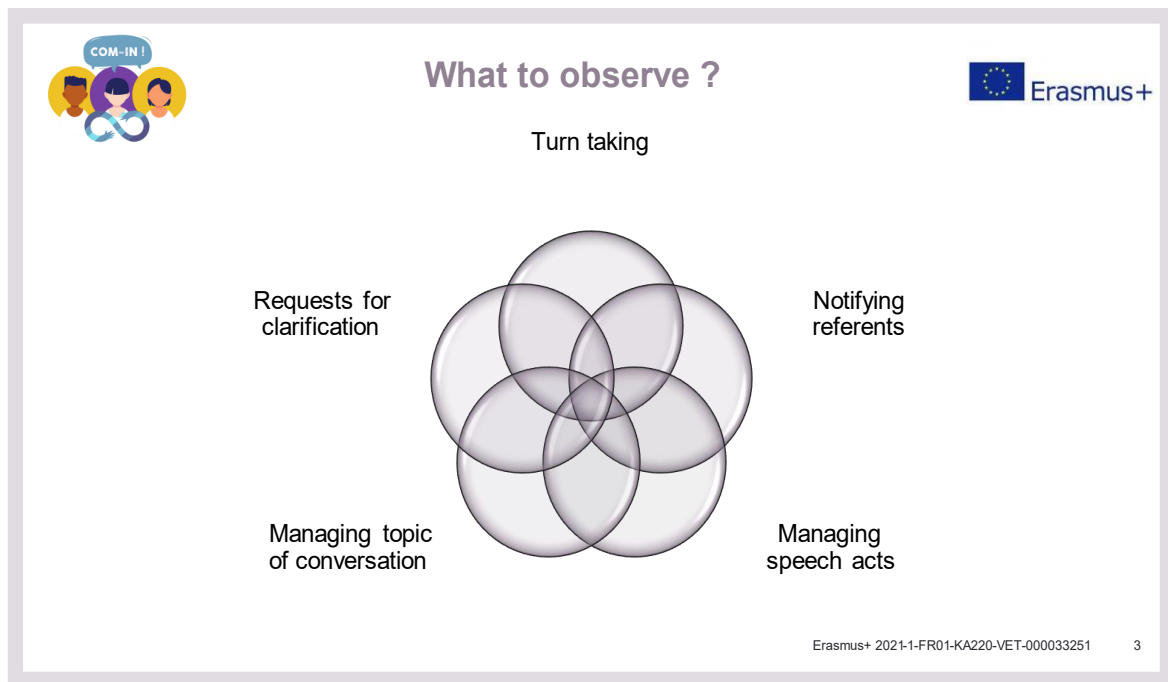 COM-IN !
What to observe ?
Erasmus+
Turn taking
Requests for
clarification
Notifying
referents
Managing topic
of conversation
Managing
speech acts
Erasmus+ 2021-1-FR01-KA220-VET-000033251
3